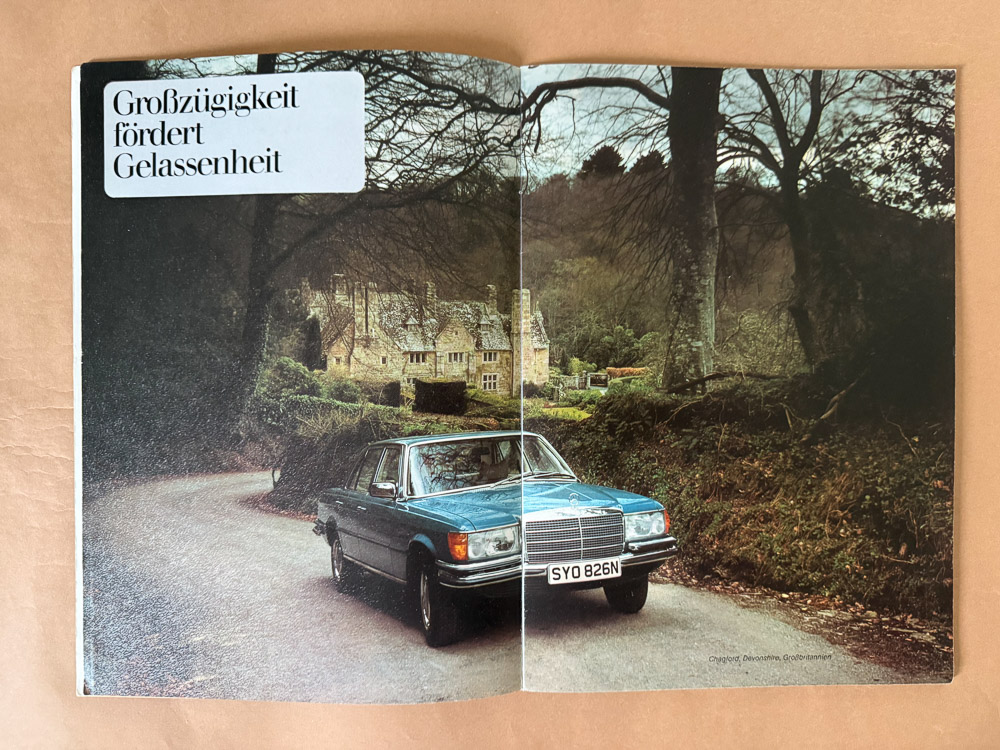 Großzügigkeit
fördert
Gelassenheit
SYO 826N
Chagford, Devonshire, Großbritannien